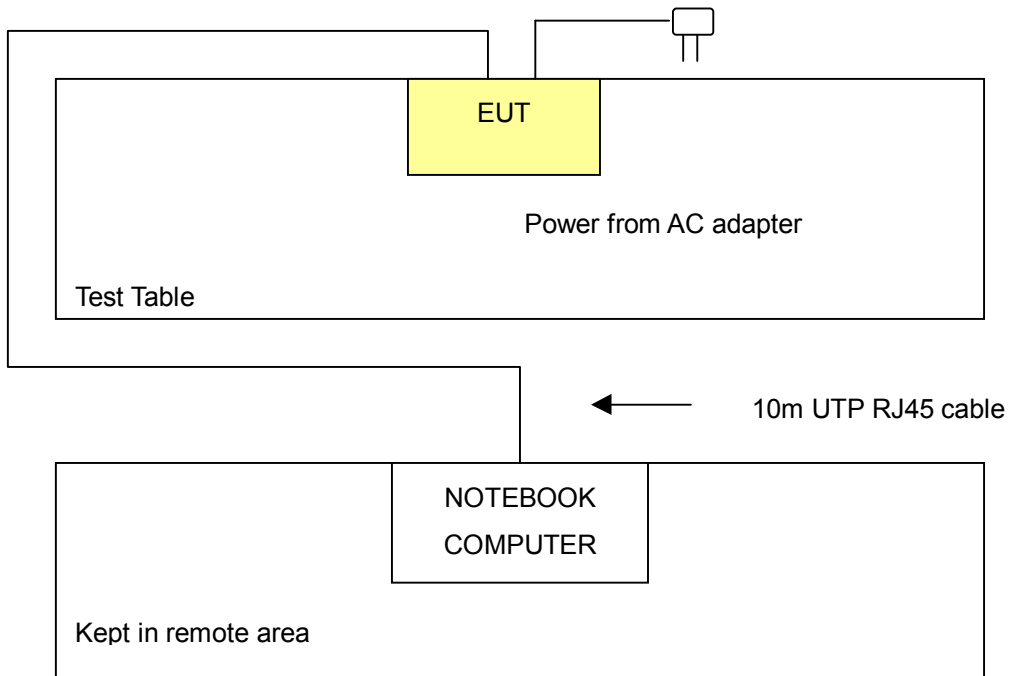 EUT
Power from AC adapter
Test Table
10m UTP RJ45 cable
NOTEBOOK
COMPUTER
Kept in remote area